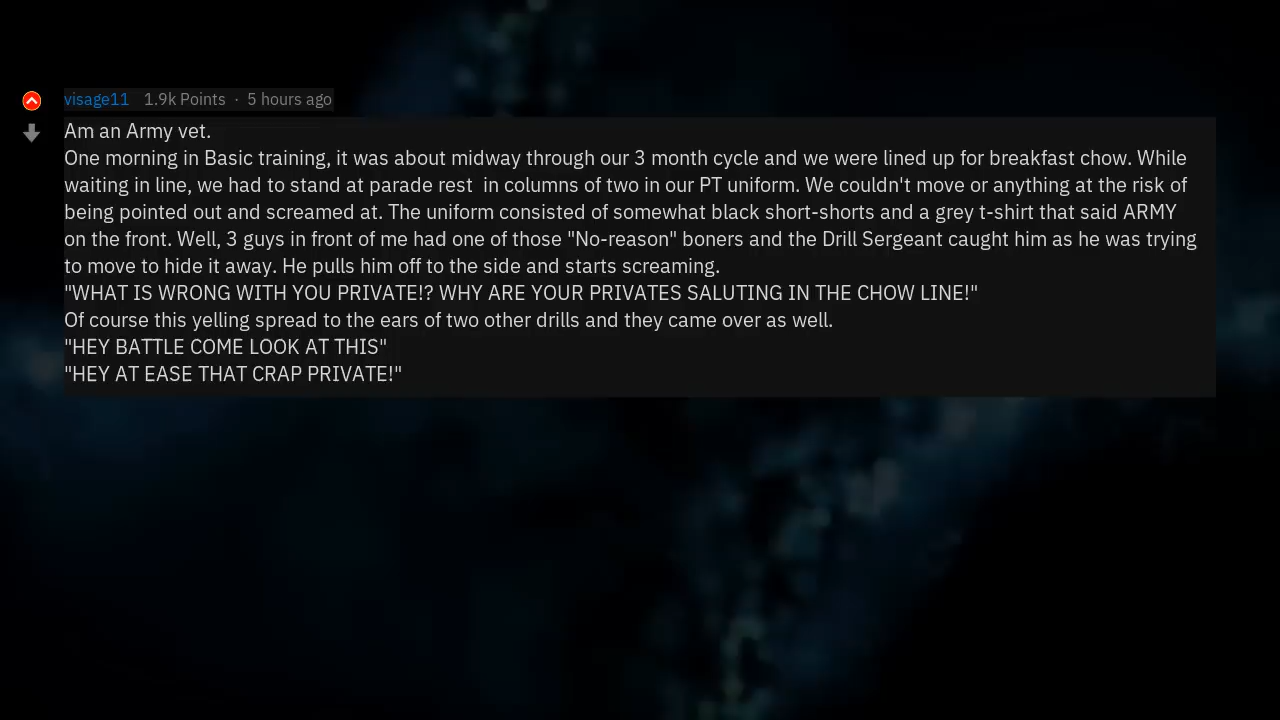 visage11 1.9k Points · 5 hours ago
Am an Army vet.
One morning in Basic training, it was about midway through our 3 month cycle and we were lined up for breakfast chow. While
waiting in line, we had to stand at parade rest  in columns of two in our PT uniform. We couldn't move or anything at the risk of
being pointed out and screamed at. The uniform consisted of somewhat black short-shorts and a grey t-shirt that said ARMY
on the front. Well, 3 guys in front of me had one of those "No-reason" boners and the Drill Sergeant caught him as he was trying
to move to hide it away. He pulls him off to the side and starts screaming.
"WHAT IS WRONG WITH YOU PRIVATE!? WHY ARE YOUR PRIVATES SALUTING IN THE CHOW LINE!"
Of course this yelling spread to the ears of two other drills and they came over as well.
"HEY BATTLE COME LOOK AT THIS"
"HEY AT EASE THAT CRAP PRIVATE!"